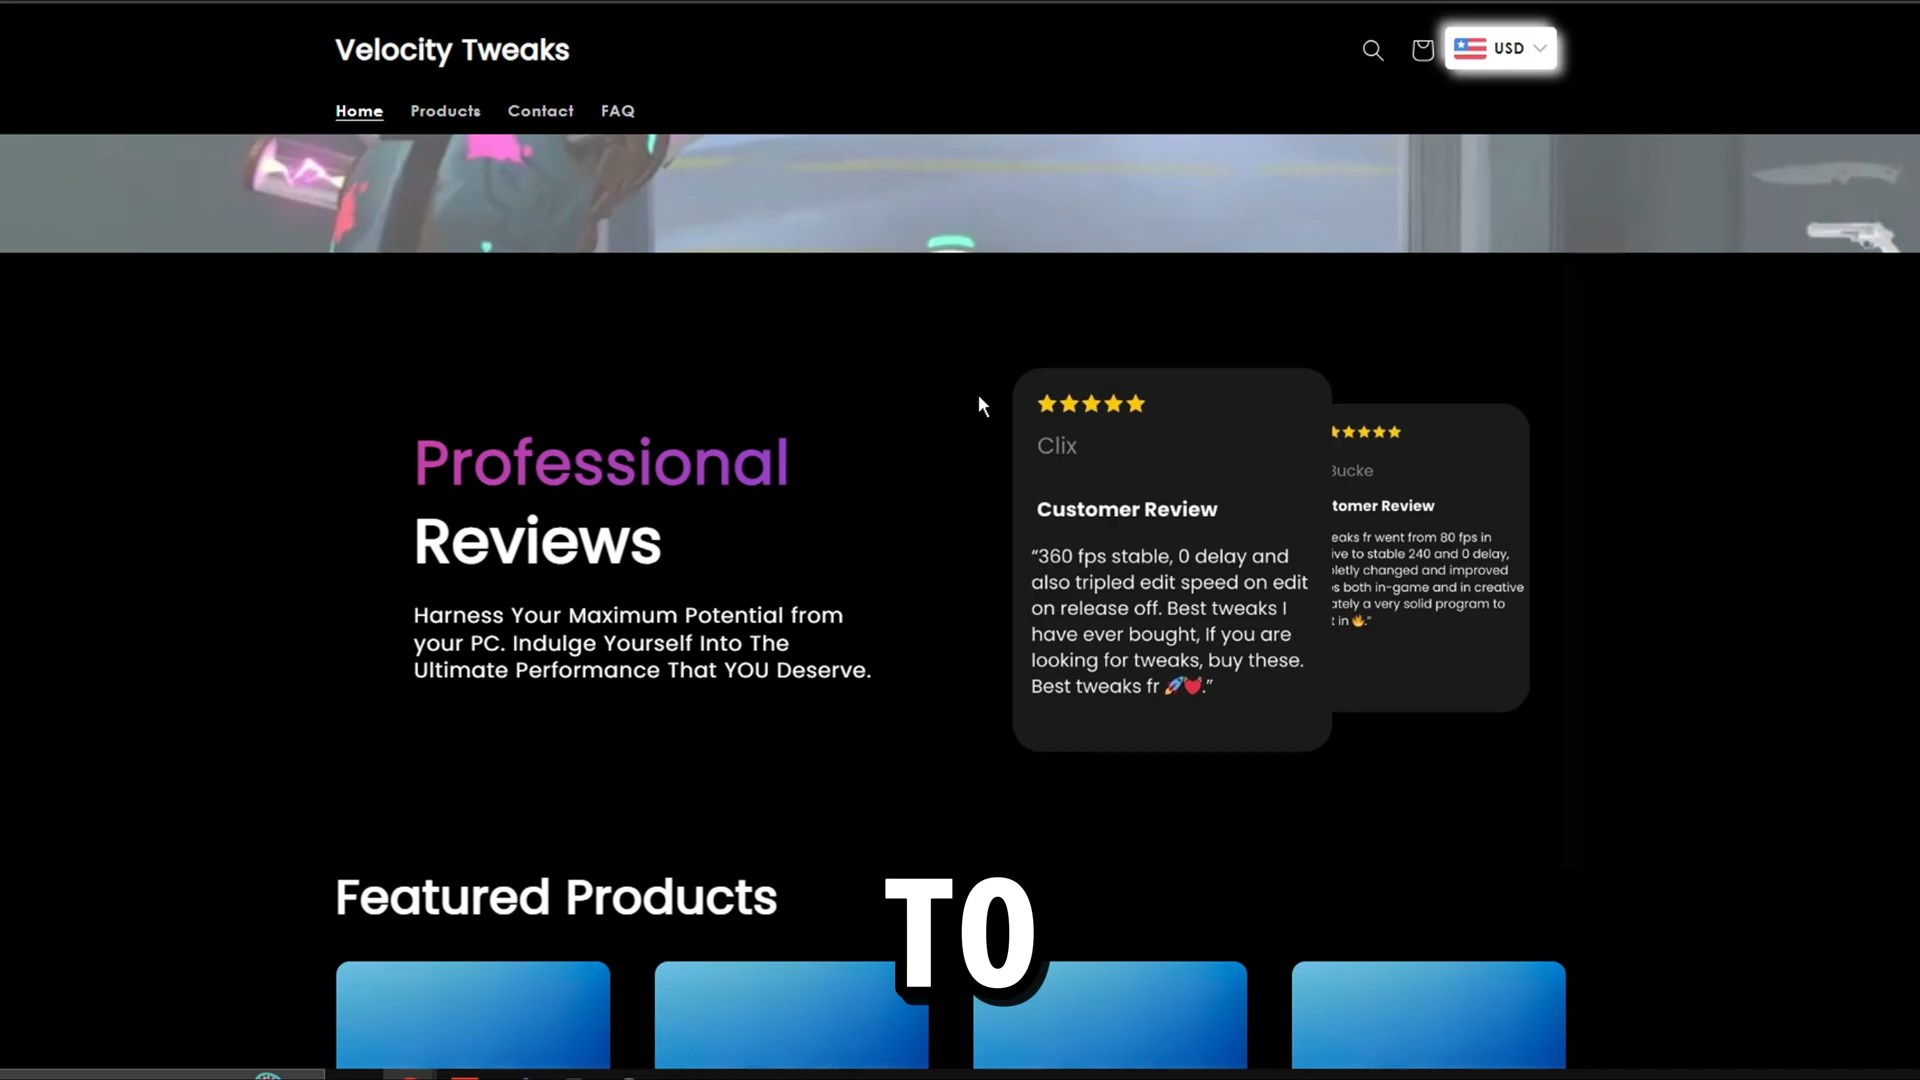 Velocity Tweaks
USD
Home Products Contact FAQ
Professional
Reviews
Harness Your Maximum Potential from
your PC. Indulge Yourself Into The
Ultimate Performance That YOU Deserve.
Clix
Customer Review
“360 fps stable, 0 delay and
also tripled edit speed on edit
on release off. Best tweaks I
have ever bought, If you are
looking for tweaks, buy these.
Best tweaks fr 🚀💓.”
Bucke
tomer Review
eaks fr went from 80 fps in
ive to stable 240 and 0 delay,
letly changed and improved
s both in-game and in creative
ately a very solid program to
t in 🔥.”
Featured Products
TO